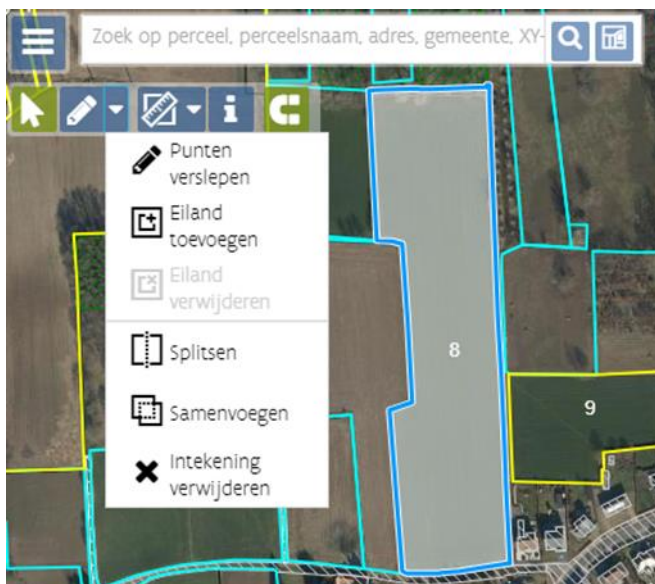 Zoek op perceel, perceelsnaam, adres, gemeente, XY-
Punten
verslepen
Eiland
toevoegen
Eiland
verwijderen
Splitsen
Samenvoegen
Intekening
verwijderen
8
9